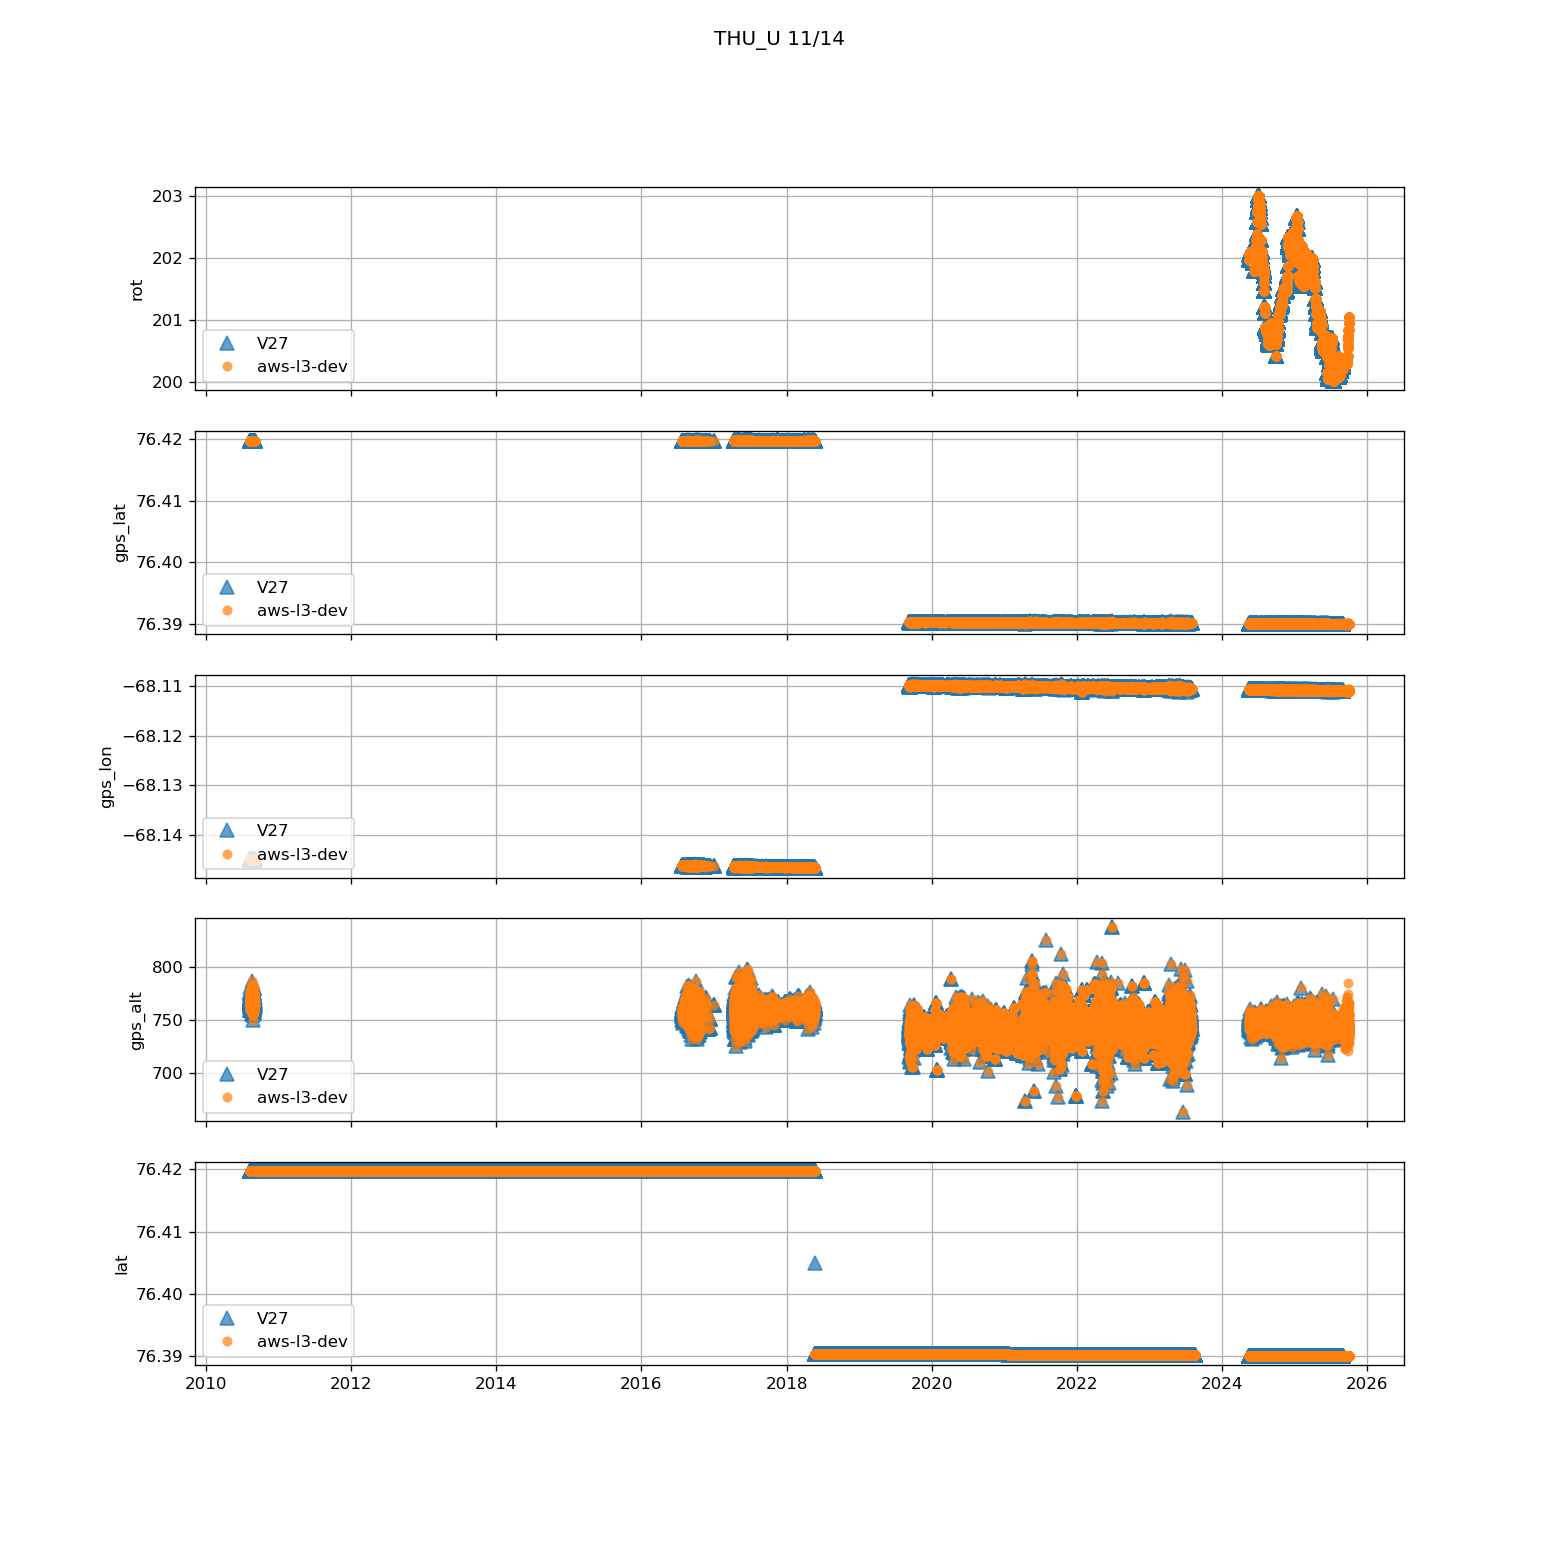 THU_U 11/14
203
202
201
200
rot
V27
aws-l3-dev
76.42
76.41
76.40
76.39
gps_lat
V27
aws-l3-dev
−68.11
−68.12
−68.13
−68.14
gps_lon
V27
aws-l3-dev
800
750
700
gps_alt
V27
aws-l3-dev
76.42
76.41
76.40
76.39
lat
V27
aws-l3-dev
2010 2012 2014 2016 2018 2020 2022 2024 2026